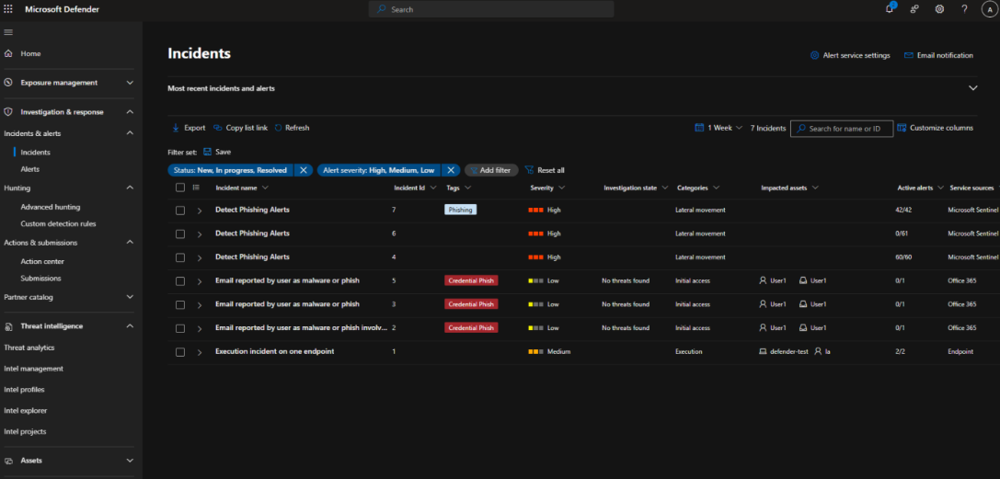 Microsoft Defender
Search
A
Home
Exposure management
Investigation & response
Incidents & alerts
Incidents
Alerts
Hunting
Advanced hunting
Custom detection rules
Actions & submissions
Action center
Submissions
Partner catalog
Threat intelligence
Threat analytics
Intel management
Intel profiles
Intel explorer
Intel projects
Assets
Incidents
Alert service settings Email notification
Most recent incidents and alerts
Export Copy list link Refresh 1 Week 7 Incidents Search for name or ID Customize columns
Filter set: Save
Status: New, In progress, Resolved Alert severity: High, Medium, Low Add filter Reset all
Incident name Incident Id Tags Severity Investigation state Categories Impacted assets Active alerts Service sources
Detect Phishing Alerts 7 Phishing High Lateral movement 42/42 Microsoft Sentinel
Detect Phishing Alerts 6 High Lateral movement 0/61 Microsoft Sentinel
Detect Phishing Alerts 4 High Lateral movement 60/60 Microsoft Sentinel
Email reported by user as malware or phish 5 Credential Phish Low No threats found Initial access User1 User1 0/1 Office 365
Email reported by user as malware or phish 3 Credential Phish Low No threats found Initial access User1 User1 0/1 Office 365
Email reported by user as malware or phish involv... 2 Credential Phish Low No threats found Initial access User1 User1 0/1 Office 365
Execution incident on one endpoint 1 Medium Execution defender-test la 2/2 Endpoint